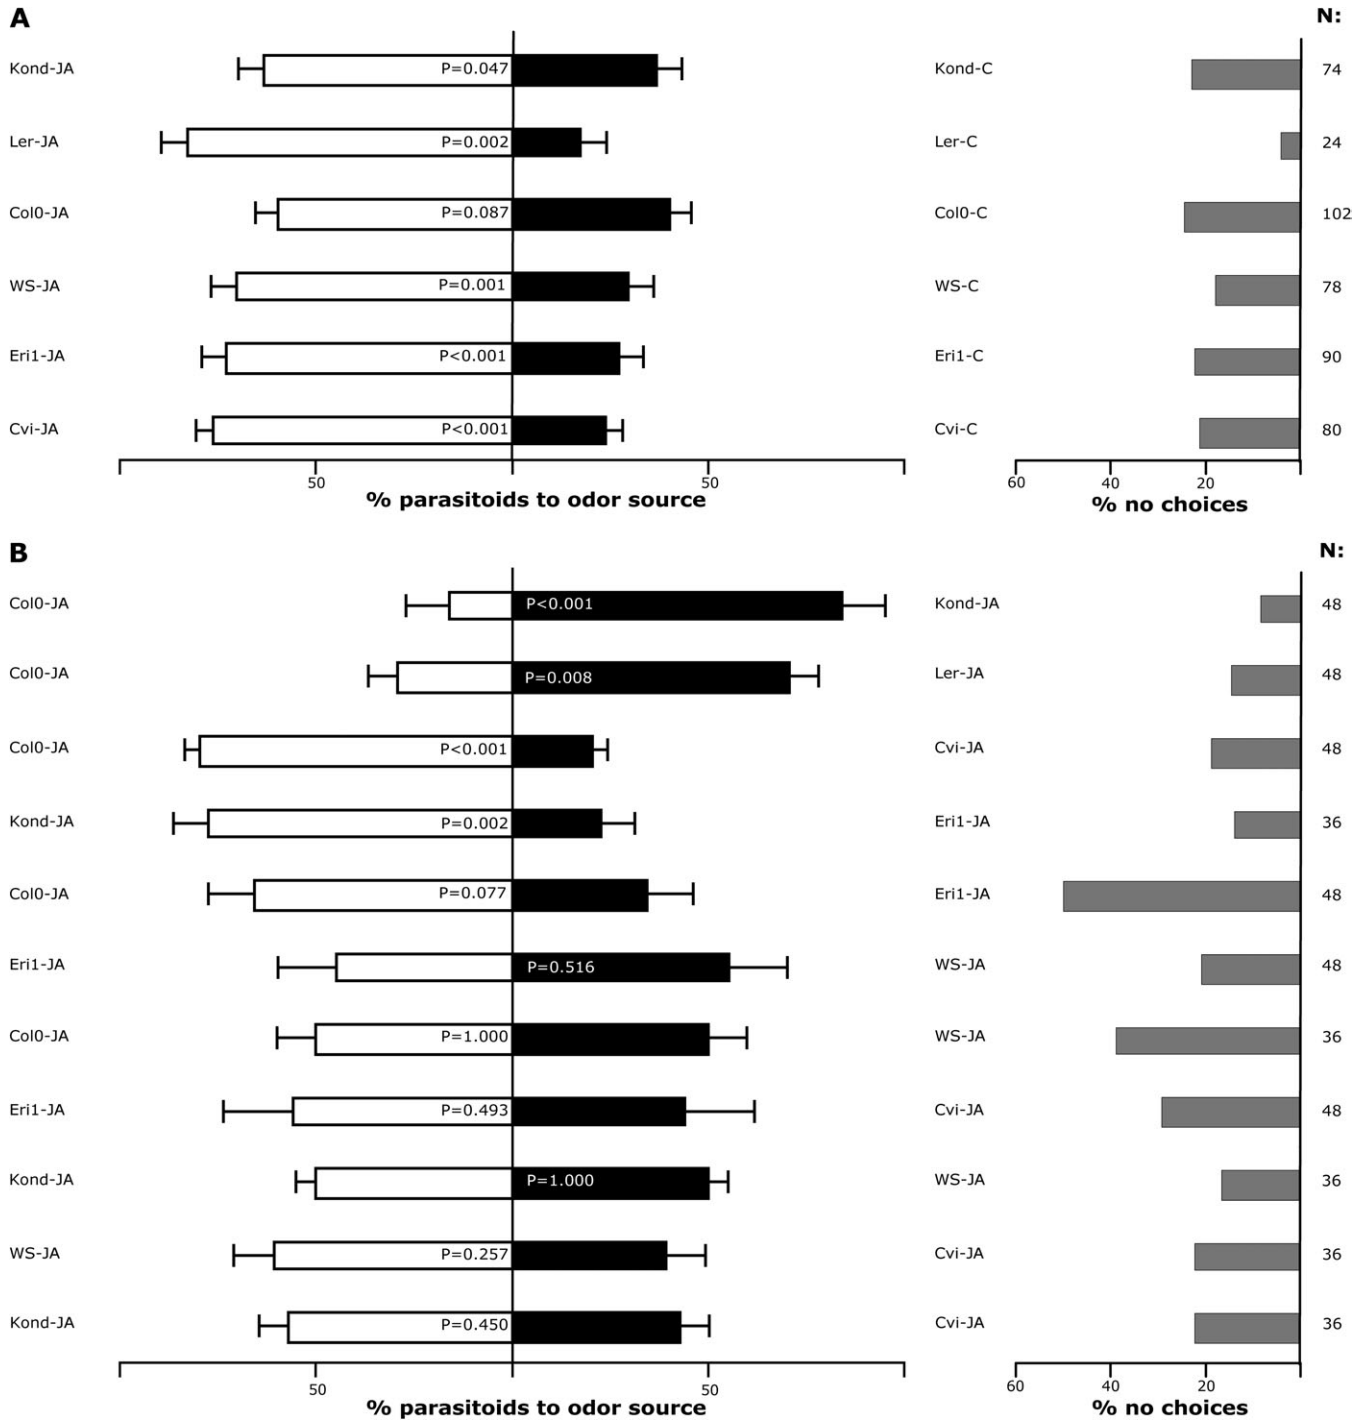 A
N:
Kond-JA P=0.047 Kond-C 74
Ler-JA P=0.002 Ler-C 24
Col0-JA P=0.087 Col0-C 102
WS-JA P=0.001 WS-C 78
Eri1-JA P<0.001 Eri1-C 90
Cvi-JA P<0.001 Cvi-C 80
50 50 60 40 20
% parasitoids to odor source % no choices
B
N:
Col0-JA P<0.001 Kond-JA 48
Col0-JA P=0.008 Ler-JA 48
Col0-JA P<0.001 Cvi-JA 48
Kond-JA P=0.002 Eri1-JA 36
Col0-JA P=0.077 Eri1-JA 48
Eri1-JA P=0.516 WS-JA 48
Col0-JA P=1.000 WS-JA 36
Eri1-JA P=0.493 Cvi-JA 48
Kond-JA P=1.000 WS-JA 36
WS-JA P=0.257 Cvi-JA 36
Kond-JA P=0.450 Cvi-JA 36
50 50 60 40 20
% parasitoids to odor source % no choices